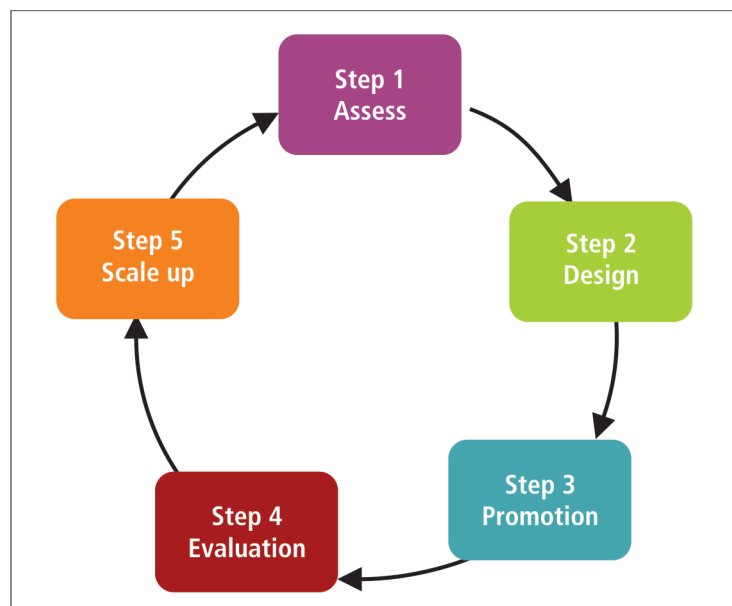 Step 1
Assess
Step 2
Design
Step 3
Promotion
Step 4
Evaluation
Step 5
Scale up